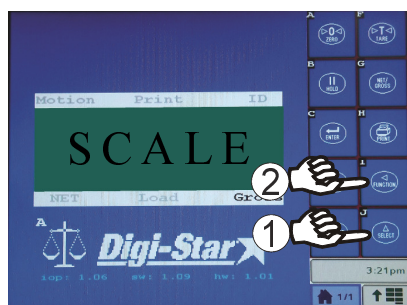 A F
>0< ZERO >T< TARE
B G
HOLD NET/GROSS
Motion Print ID
C H
ENTER PRINT
SCALE
I
2 FUNCTION
NET Load Gross
J
1 SELECT
A
Digi-Star
iop: 1.06 sw: 1.09 hw: 1.01
3:21pm
1/1